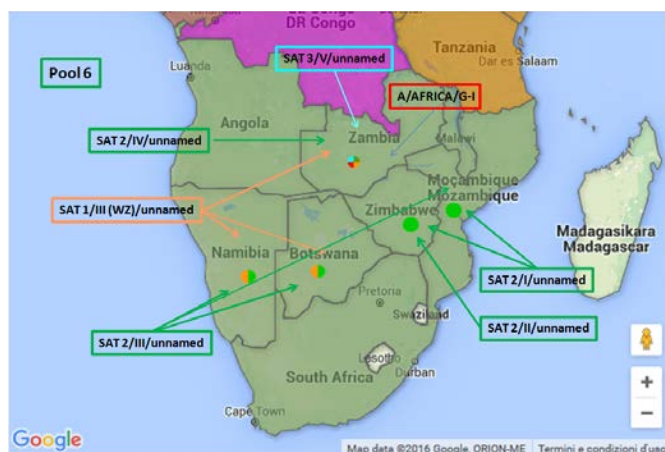 DR Congo
DR Congo
SAT 3/V/unnamed
Tanzania
Dar es Salaam
Pool 6
Luanda
A/AFRICA/G-I
Angola
SAT 2/IV/unnamed
Zambia
Malawi
Moçambique
Mozambique
SAT 1/III (WZ)/unnamed
Zimbabwe
Madagasikara
Madagascar
Namibia
Botswana
SAT 2/I/unnamed
Pretoria
Swaziland
SAT 2/II/unnamed
SAT 2/III/unnamed
Lesotho
Durban
South Africa
Cape Town
+
−
Google
Map data ©2016 Google, ORION-ME
Termini e condizioni d'uso